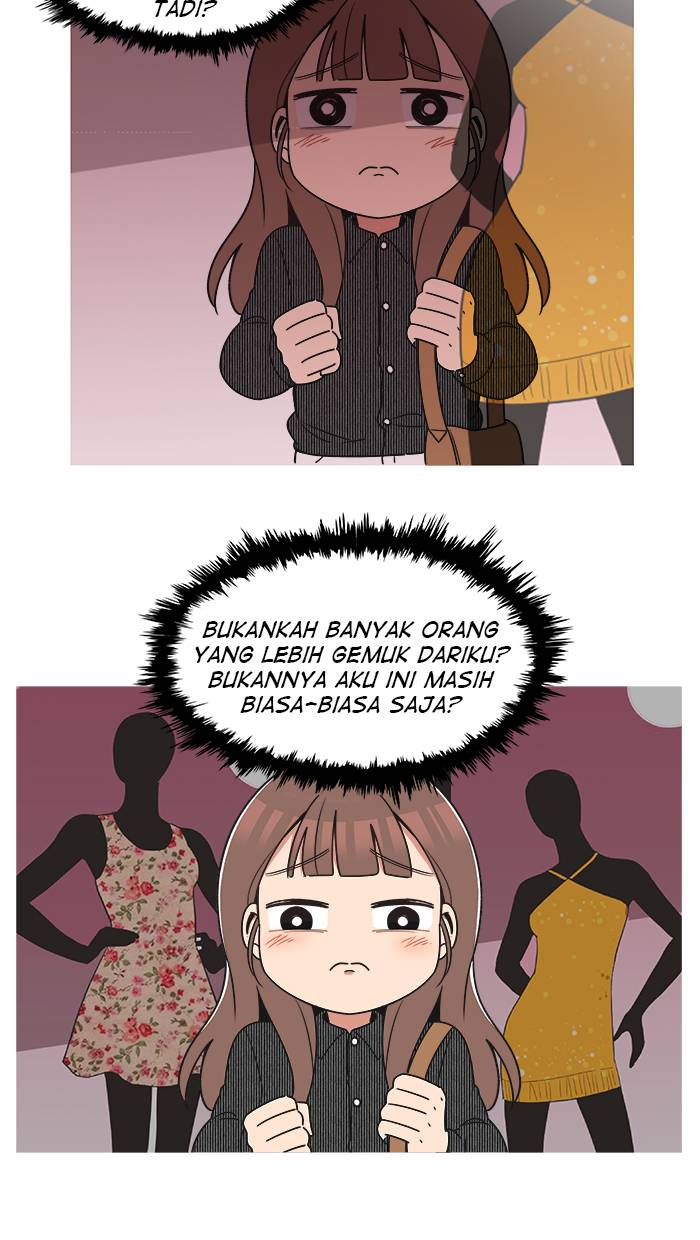 TADI?
BUKANKAH BANYAK ORANG
YANG LEBIH GEMUK DARIKU?
BUKANNYA AKU INI MASIH
BIASA-BIASA SAJA?